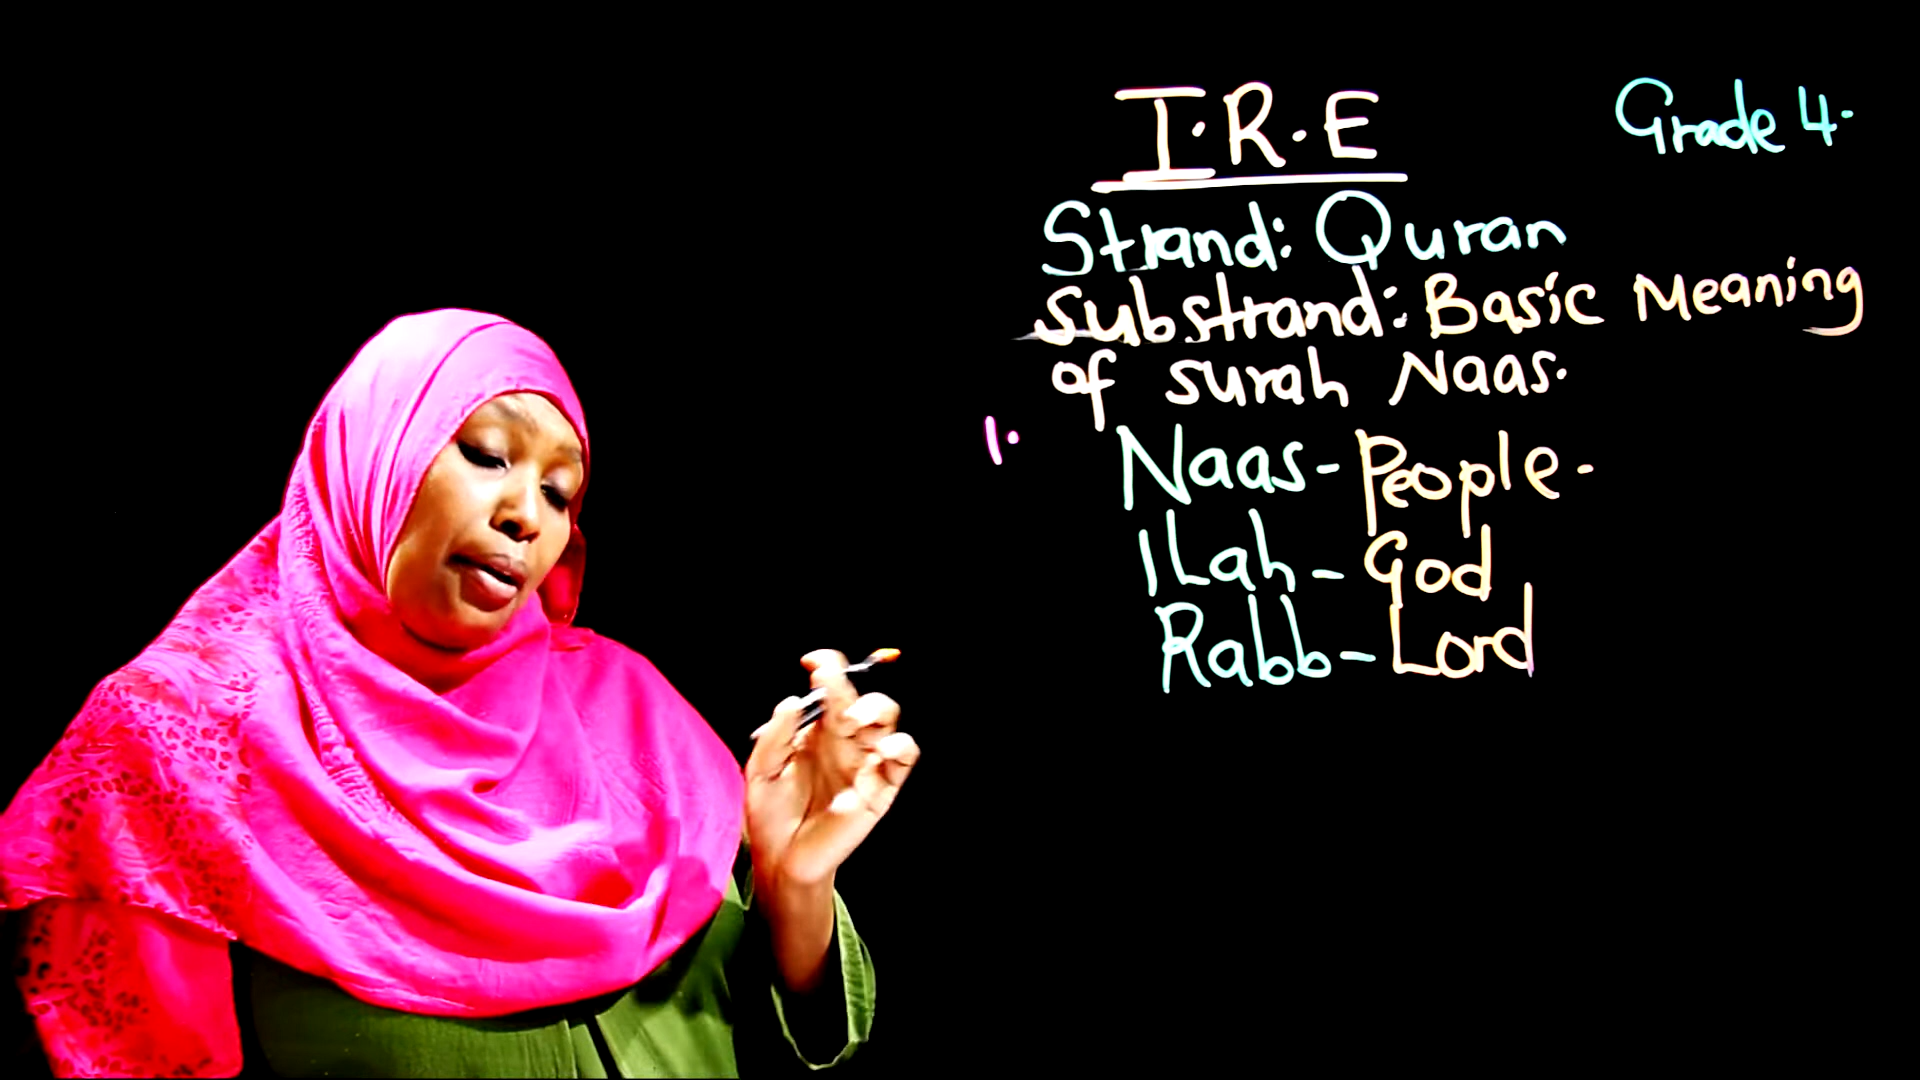 I.R.E
Grade 4.
Strand: Quran
Substrand: Basic Meaning
of surah Naas.
1.
Naas - People.
ILah - God
Rabb - Lord